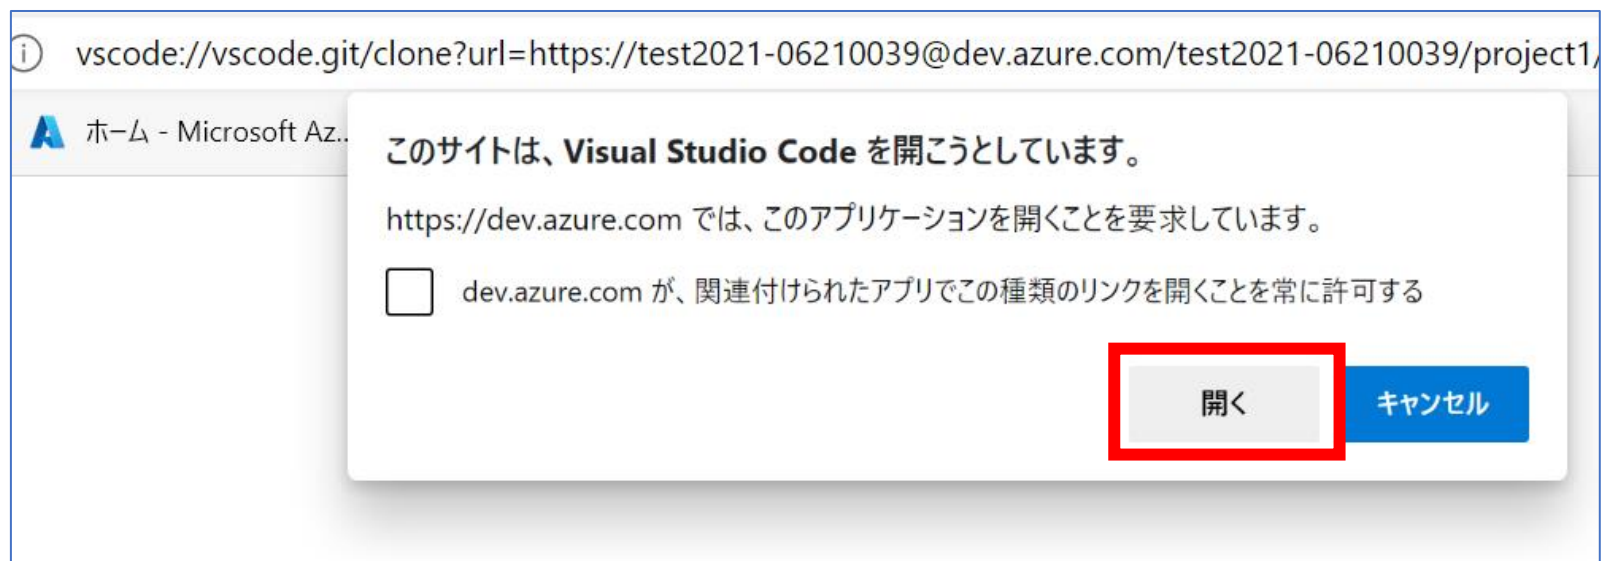 vscode://vscode.git/clone?url=https://test2021-06210039@dev.azure.com/test2021-06210039/project1/
ホーム - Microsoft Az...
このサイトは、Visual Studio Code を開こうとしています。
https://dev.azure.com では、このアプリケーションを開くことを要求しています。
dev.azure.com が、関連付けられたアプリでこの種類のリンクを開くことを常に許可する
開く
キャンセル